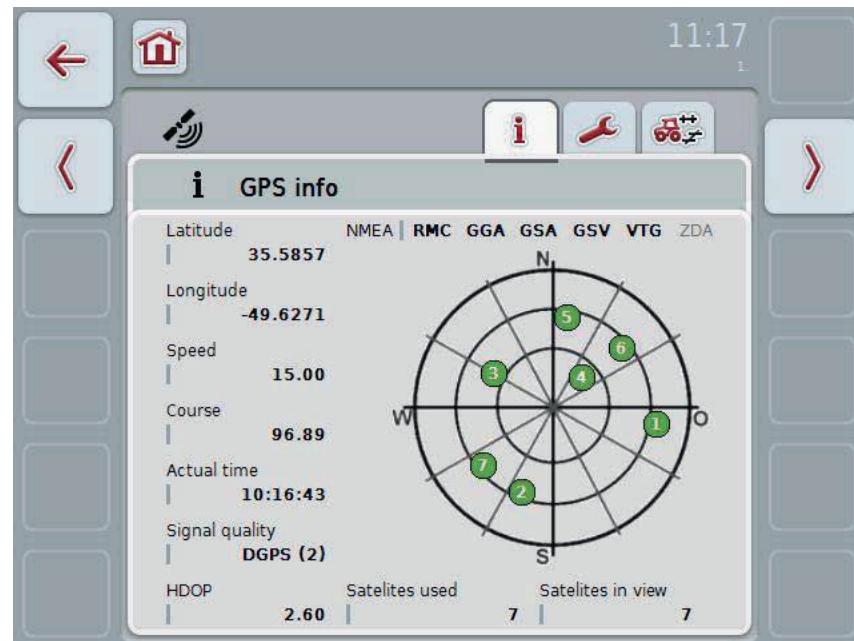 11:17
1.
i
i GPS info
Latitude
35.5857
NMEA RMC GGA GSA GSV VTG ZDA
Longitude
-49.6271
Speed
15.00
Course
96.89
Actual time
10:16:43
Signal quality
DGPS (2)
HDOP
2.60
Satelites used
7
Satelites in view
7
N
5
6
3
4
W
O
1
7
2
S